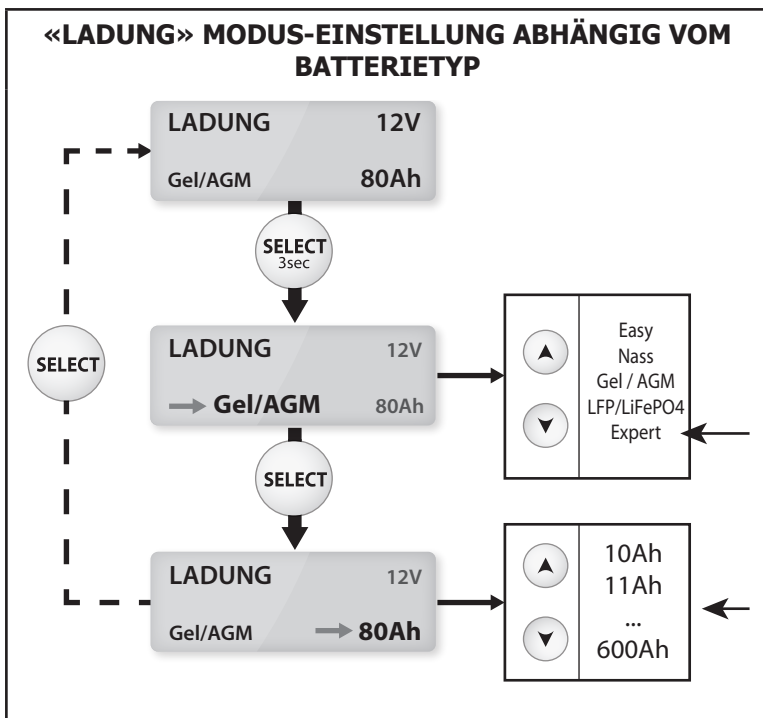 «LADUNG» MODUS-EINSTELLUNG ABHÄNGIG VOM
BATTERIETYP
LADUNG 12V
Gel/AGM 80Ah
SELECT
3sec
LADUNG 12V
Gel/AGM 80Ah
Easy
Nass
Gel / AGM
LFP/LiFePO4
Expert
SELECT
SELECT
LADUNG 12V
Gel/AGM 80Ah
10Ah
11Ah
...
600Ah